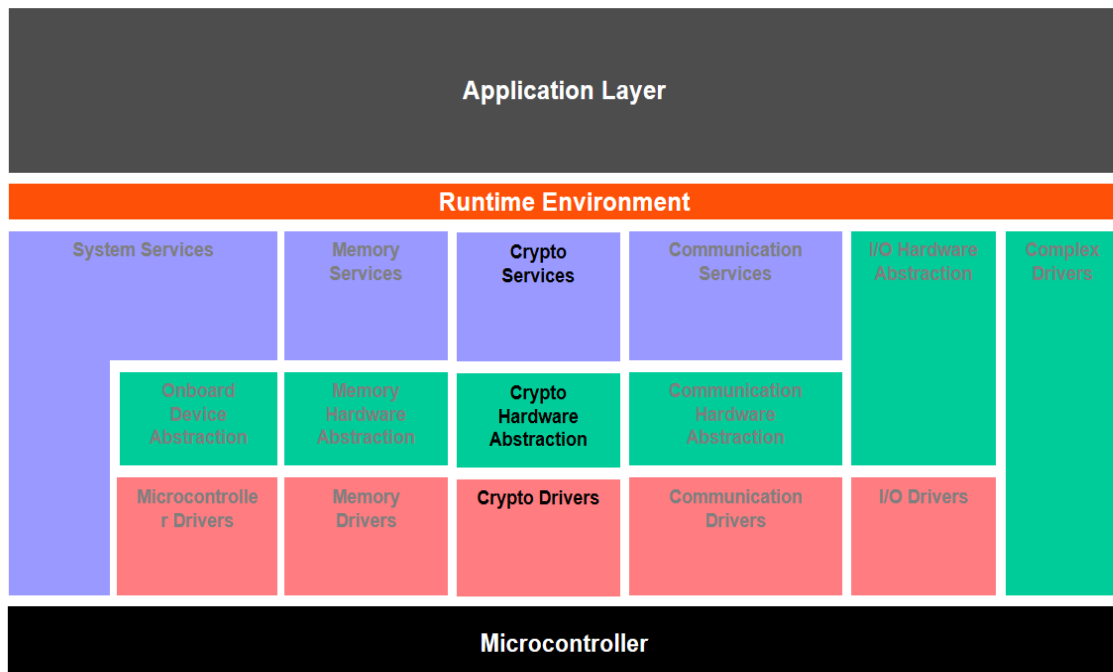 Application Layer
Runtime Environment
System Services
Memory
Services
Crypto
Services
Communication
Services
I/O Hardware
Abstraction
Complex
Drivers
Onboard
Device
Abstraction
Memory
Hardware
Abstraction
Crypto
Hardware
Abstraction
Communication
Hardware
Abstraction
Microcontrolle
r Drivers
Memory
Drivers
Crypto Drivers
Communication
Drivers
I/O Drivers
Microcontroller